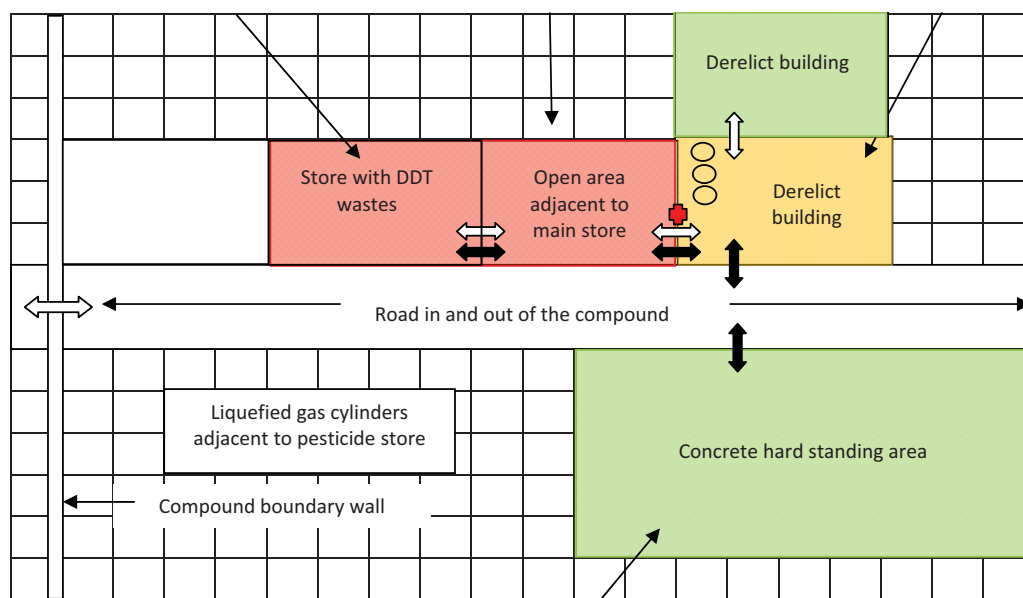 Derelict building
Store with DDT
wastes
Open area
adjacent to
main store
Derelict
building
Road in and out of the compound
Liquefied gas cylinders
adjacent to pesticide store
Concrete hard standing area
Compound boundary wall